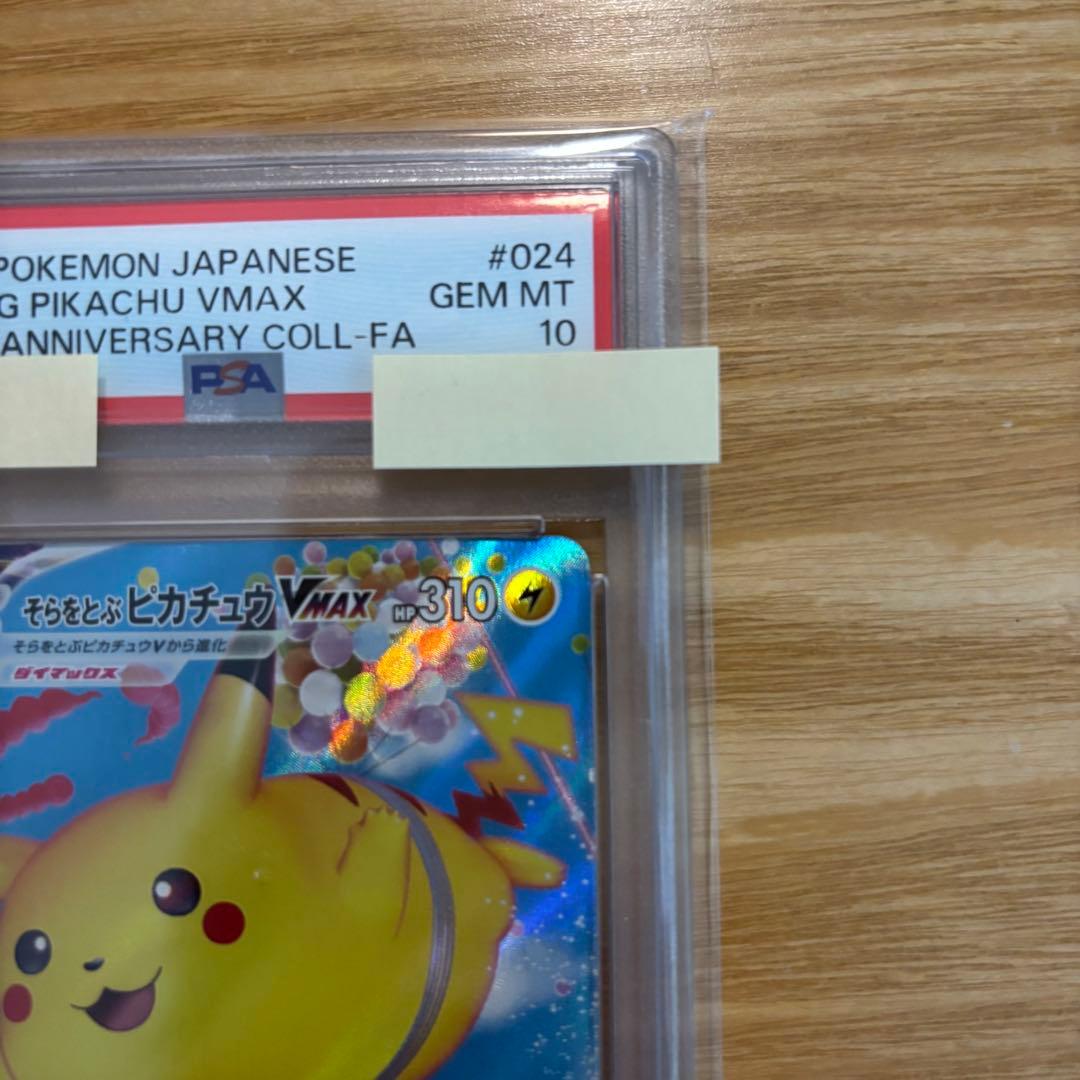 POKEMON JAPANESE #024
G PIKACHU VMAX GEM MT
ANNIVERSARY COLL-FA 10
PSA
そらをとぶピカチュウVMAX HP310
そらをとぶピカチュウVから進化
ダイマックス